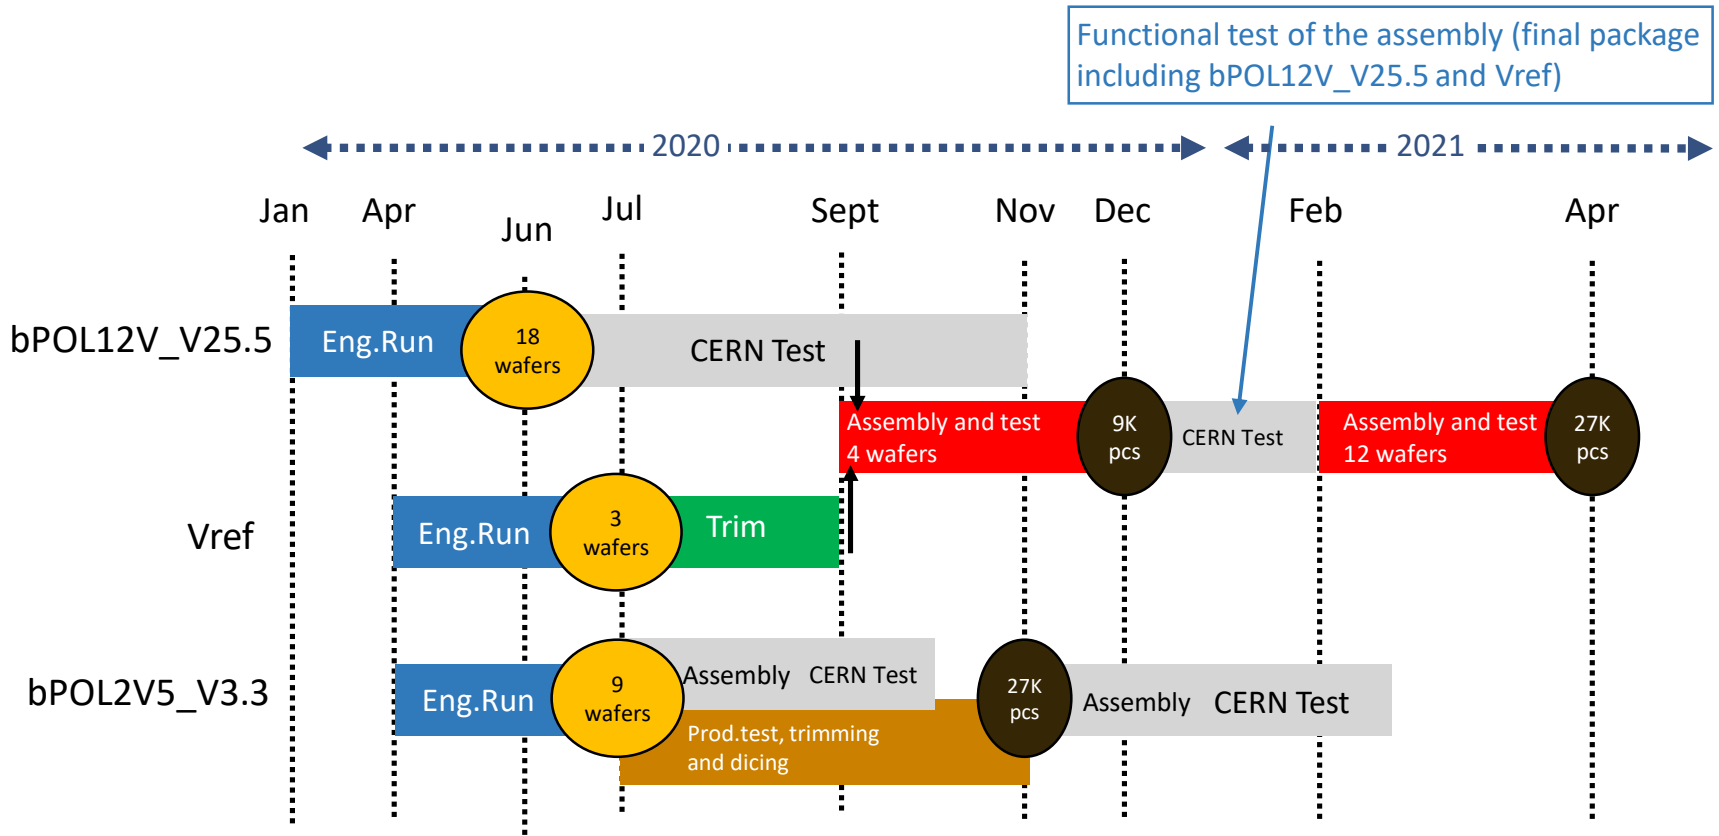 Functional test of the assembly (final package
including bPOL12V_V25.5 and Vref)
2020
2021
Jan
Apr
Jun
Jul
Sept
Nov
Dec
Feb
Apr
bPOL12V_V25.5
Eng.Run
18
wafers
CERN Test
Assembly and test
4 wafers
9K
pcs
CERN Test
Assembly and test
12 wafers
27K
pcs
Vref
Eng.Run
3
wafers
Trim
bPOL2V5_V3.3
Eng.Run
9
wafers
Assembly
CERN Test
Prod.test, trimming
and dicing
27K
pcs
Assembly
CERN Test